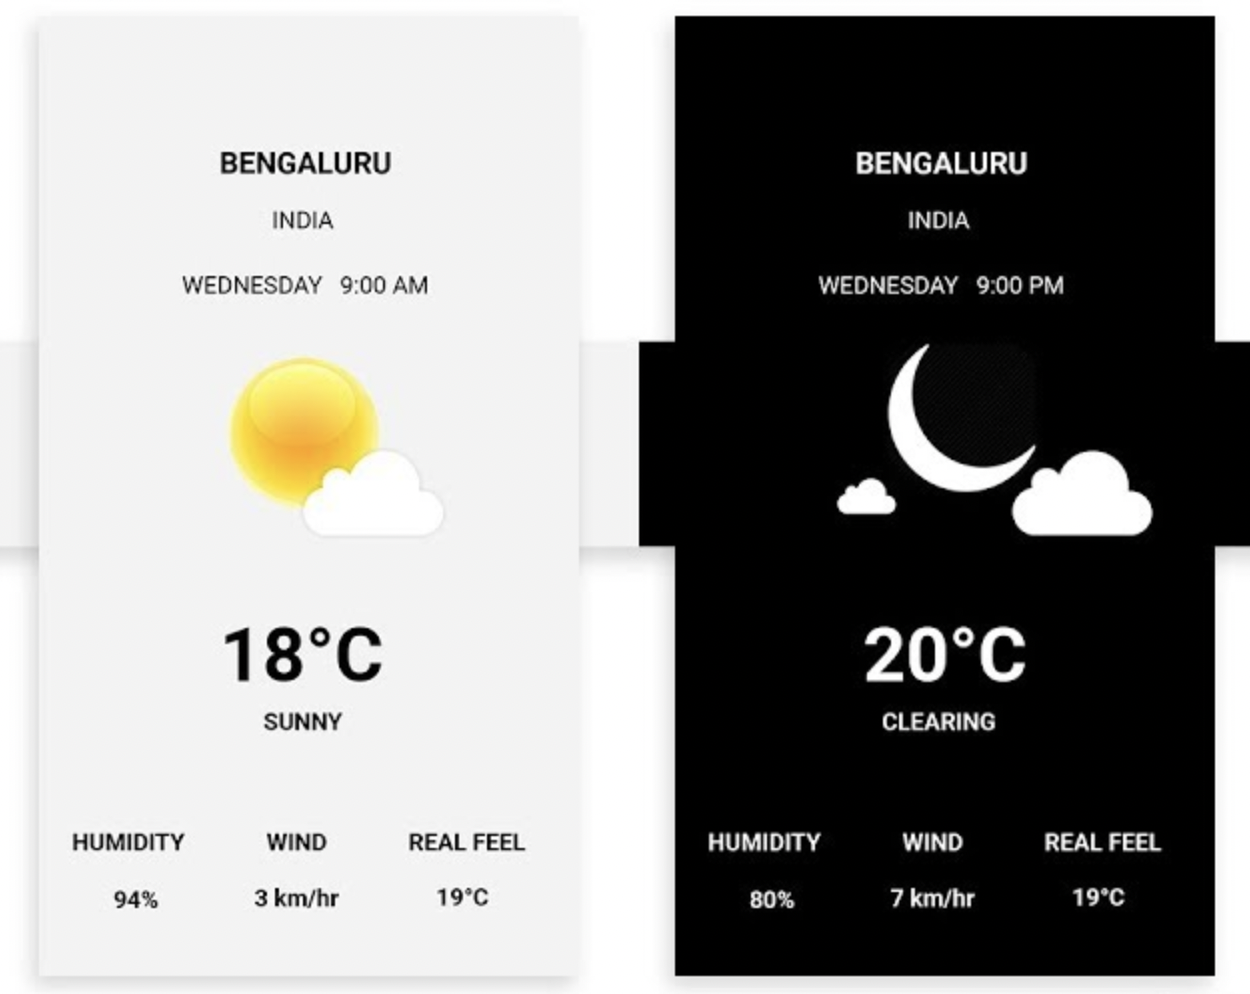 BENGALURU
INDIA
WEDNESDAY 9:00 AM
18°C
SUNNY
HUMIDITY WIND REAL FEEL
94% 3 km/hr 19°C
BENGALURU
INDIA
WEDNESDAY 9:00 PM
20°C
CLEARING
HUMIDITY WIND REAL FEEL
80% 7 km/hr 19°C